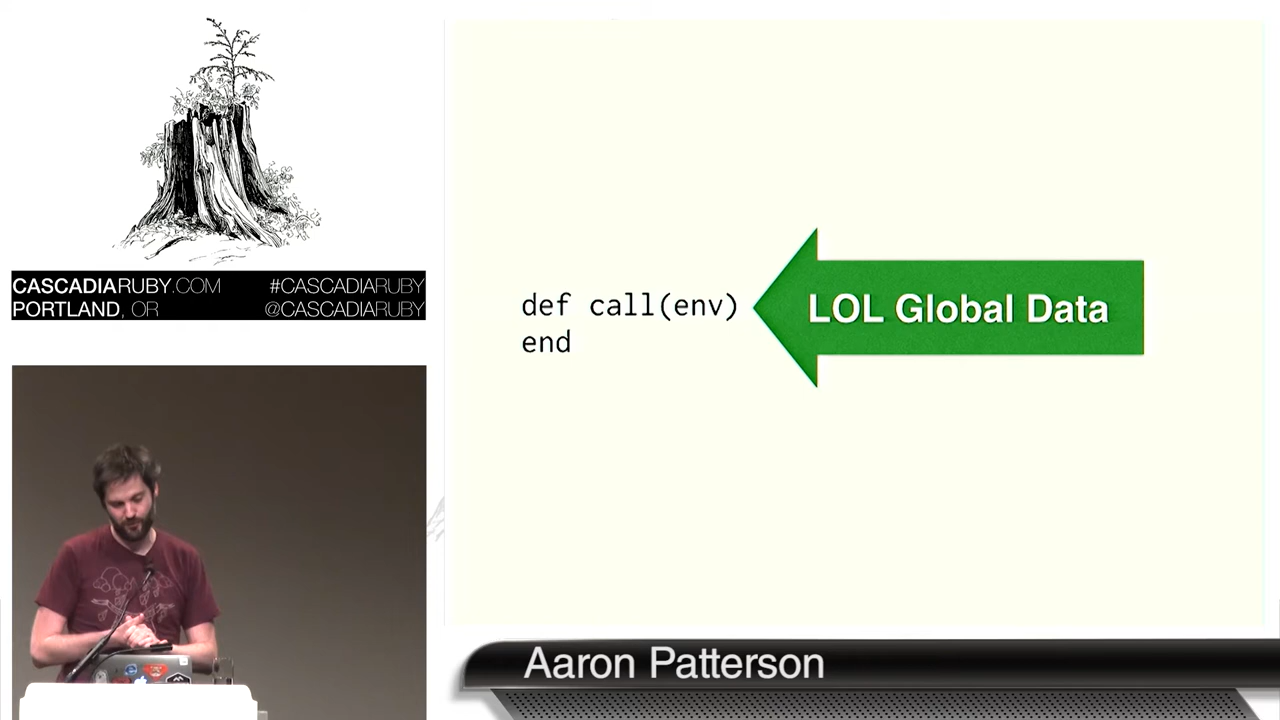 CASCADIARUBY.COM #CASCADIARUBY
PORTLAND, OR @CASCADIARUBY
def call(env)
end
LOL Global Data
Aaron Patterson